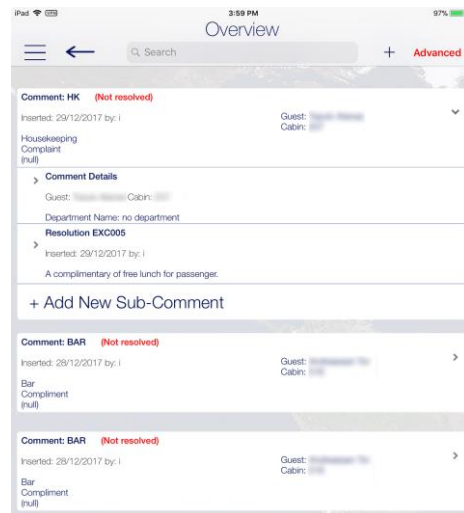 iPad VPN 3:59 PM 97%
Overview
Search + Advanced
Comment: HK (Not resolved)
Inserted: 29/12/2017 by: i Guest:
Cabin:
Housekeeping
Complaint
(null)
Comment Details
Guest: Cabin:
Department Name: no department
Resolution EXC005
Inserted: 29/12/2017 by: i
A complimentary of free lunch for passenger.
+ Add New Sub-Comment
Comment: BAR (Not resolved)
Inserted: 28/12/2017 by: i Guest:
Cabin:
Bar
Compliment
(null)
Comment: BAR (Not resolved)
Inserted: 28/12/2017 by: i Guest:
Cabin:
Bar
Compliment
(null)